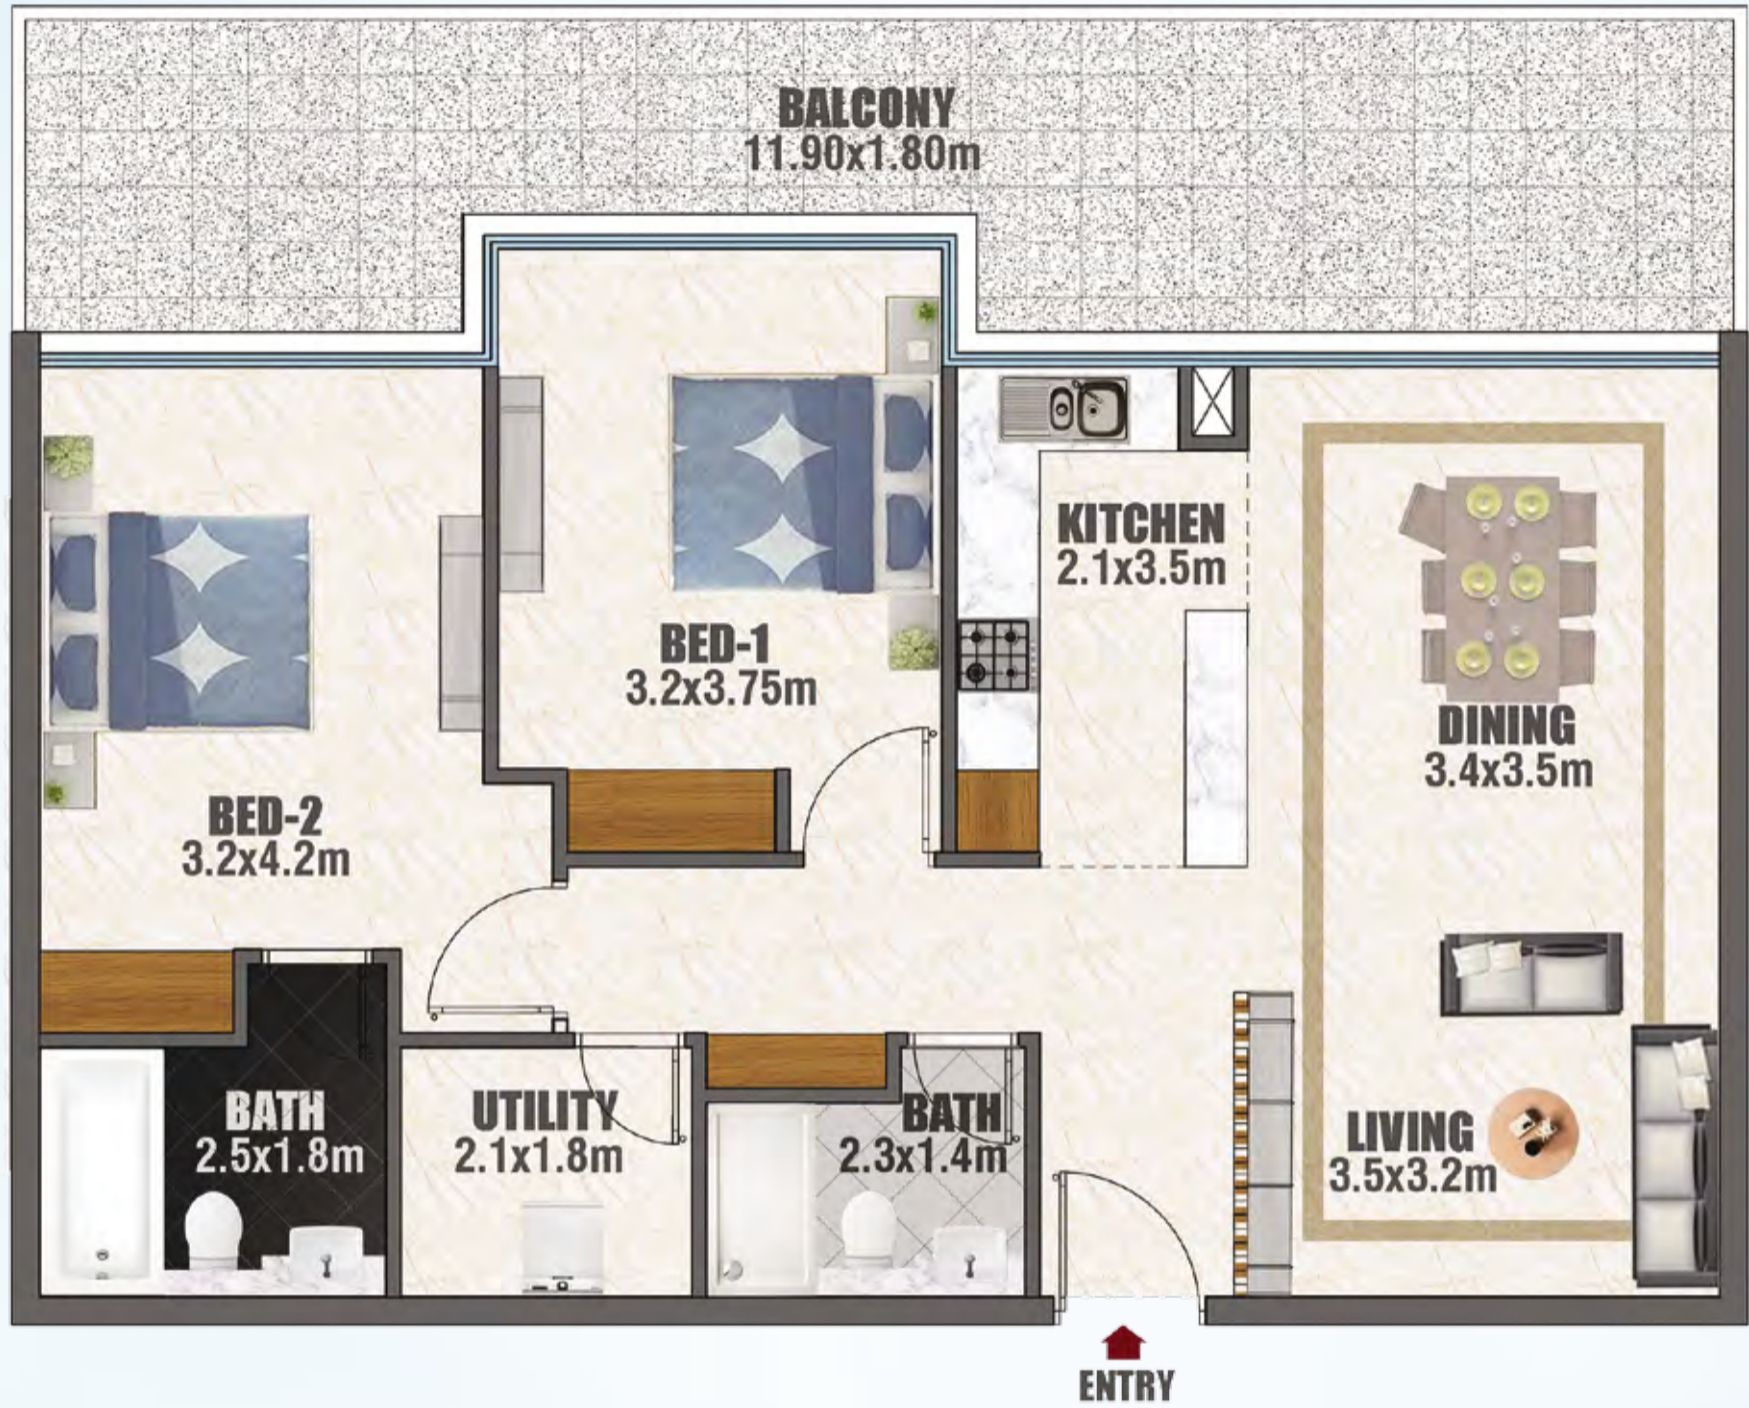 BALCONY
11.90x1.80m
KITCHEN
2.1x3.5m
BED-1
3.2x3.75m
DINING
3.4x3.5m
BED-2
3.2x4.2m
BATH
2.5x1.8m
UTILITY
2.1x1.8m
BATH
2.3x1.4m
LIVING
3.5x3.2m
ENTRY